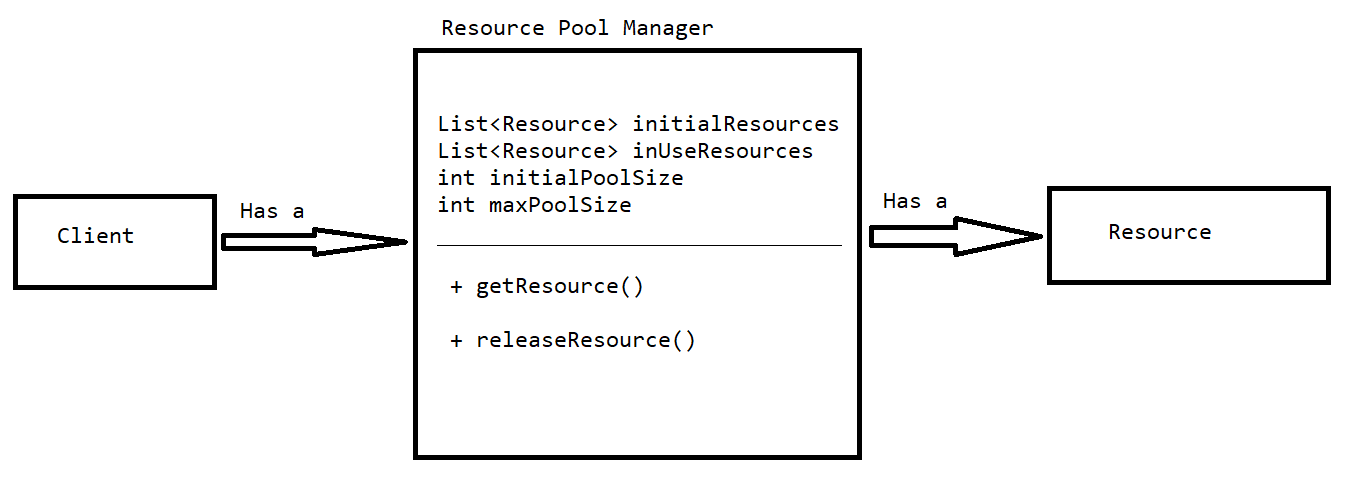 Resource Pool Manager
List<Resource> initialResources
List<Resource> inUseResources
int initialPoolSize
int maxPoolSize
Client
Has a
Has a
Resource
+ getResource()
+ releaseResource()